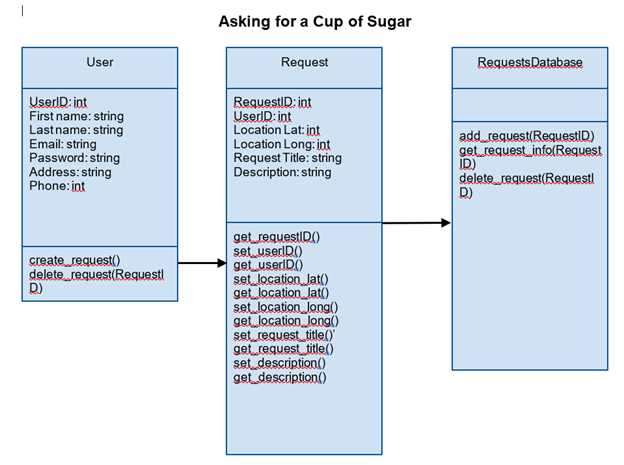 Asking for a Cup of Sugar
User
UserID: int
First name: string
Last name: string
Email: string
Password: string
Address: string
Phone: int
create_request()
delete_request(RequestI
D)
Request
RequestID: int
UserID: int
Location Lat: int
Location Long: int
Request Title: string
Description: string
get_requestID()
set_userID()
get_userID()
set_location_lat()
get_location_lat()
set_location_long()
get_location_long()
set_request_title()`
get_request_title()
set_description()
get_description()
RequestsDatabase
add_request(RequestID)
get_request_info(Request
ID)
delete_request(RequestI
D)